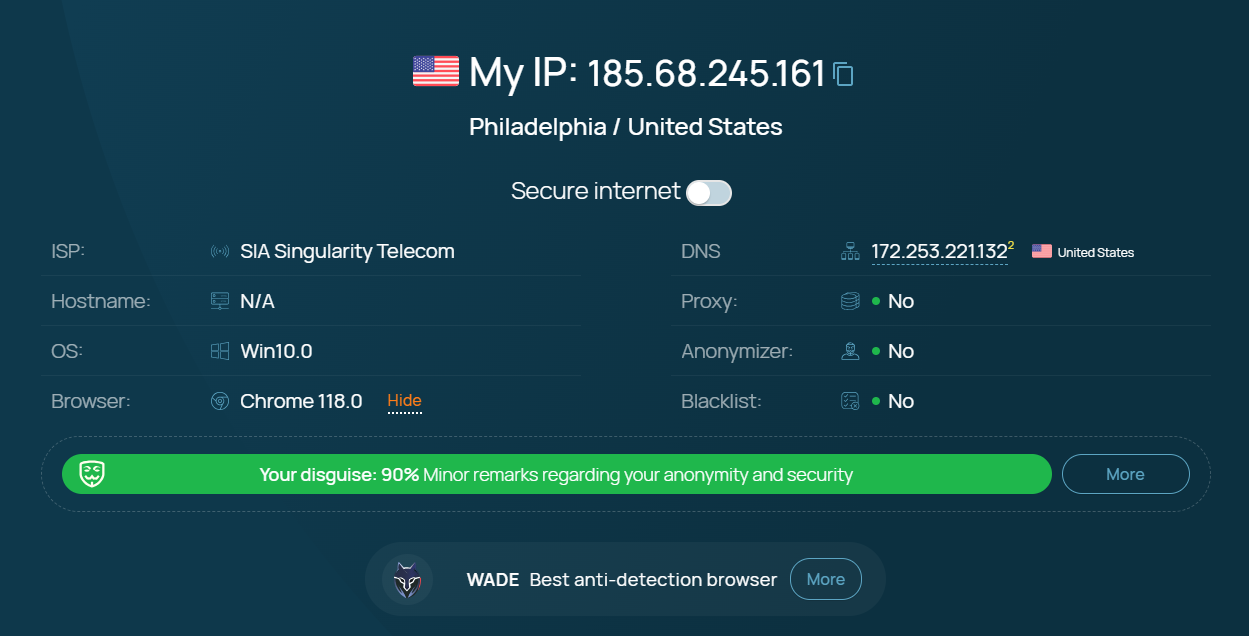 My IP: 185.68.245.161
Philadelphia / United States
Secure internet
ISP: SIA Singularity Telecom
Hostname: N/A
OS: Win10.0
Browser: Chrome 118.0 Hide
DNS 172.253.221.132² United States
Proxy: No
Anonymizer: No
Blacklist: No
Your disguise: 90% Minor remarks regarding your anonymity and security
More
WADE Best anti-detection browser More